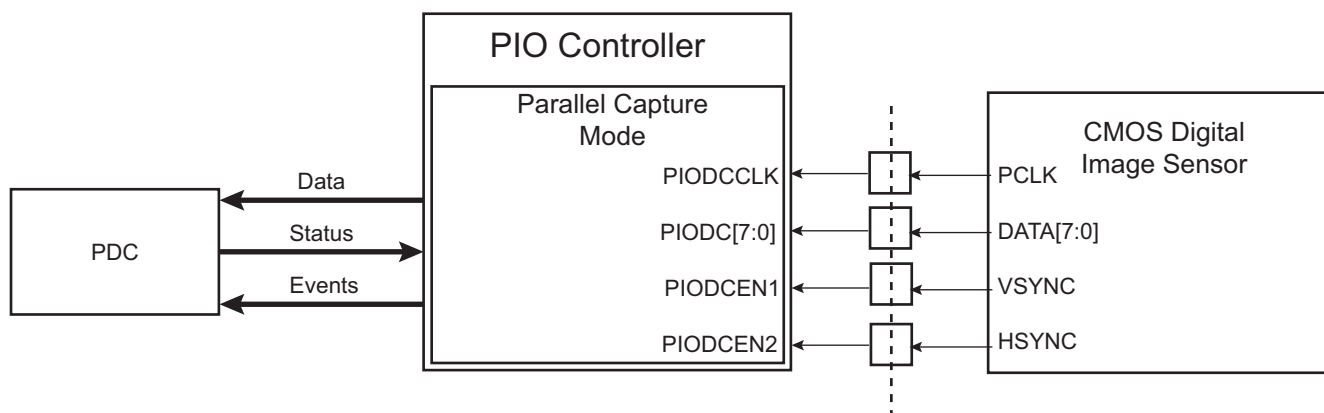 PIO Controller
Parallel Capture
Mode
PIODCCLK
PIODC[7:0]
PIODCEN1
PIODCEN2
Data
Status
Events
PDC
CMOS Digital
Image Sensor
PCLK
DATA[7:0]
VSYNC
HSYNC